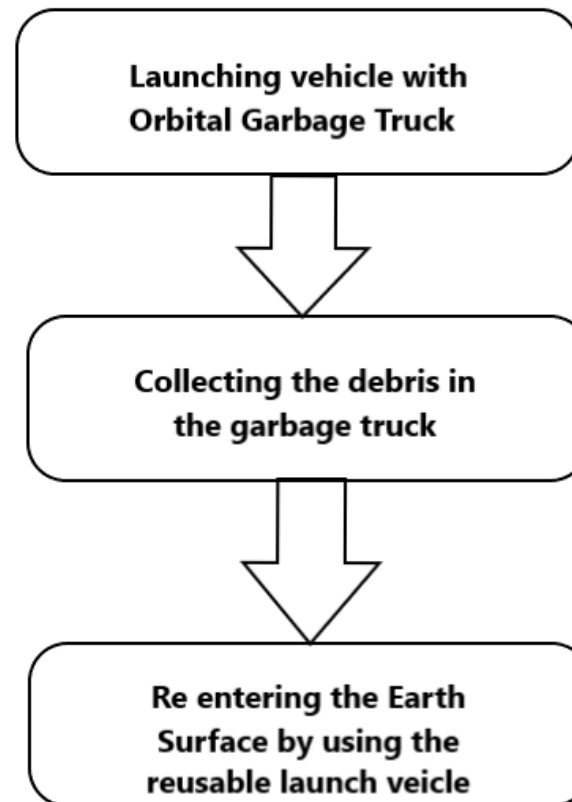 Launching vehicle with
Orbital Garbage Truck
Collecting the debris in
the garbage truck
Re entering the Earth
Surface by using the
reusable launch veicle